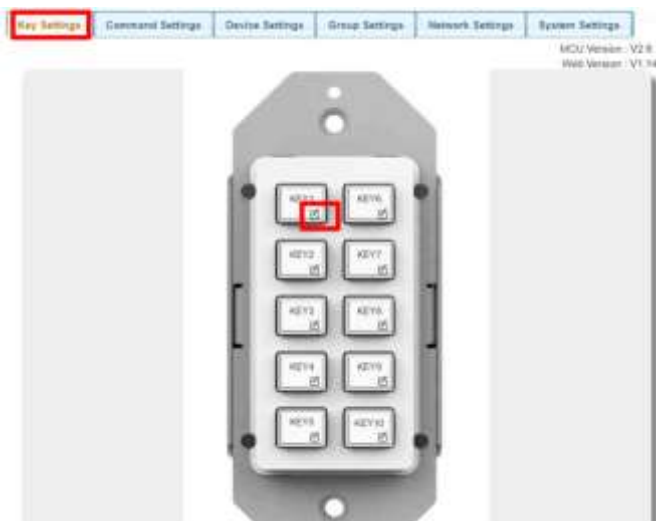 Key Settings Command Settings Device Settings Group Settings Network Settings System Settings
MCU Version : V2.6
Web Version : V1.14
KEY1 KEY6
KEY2 KEY7
KEY3 KEY8
KEY4 KEY9
KEY5 KEY10